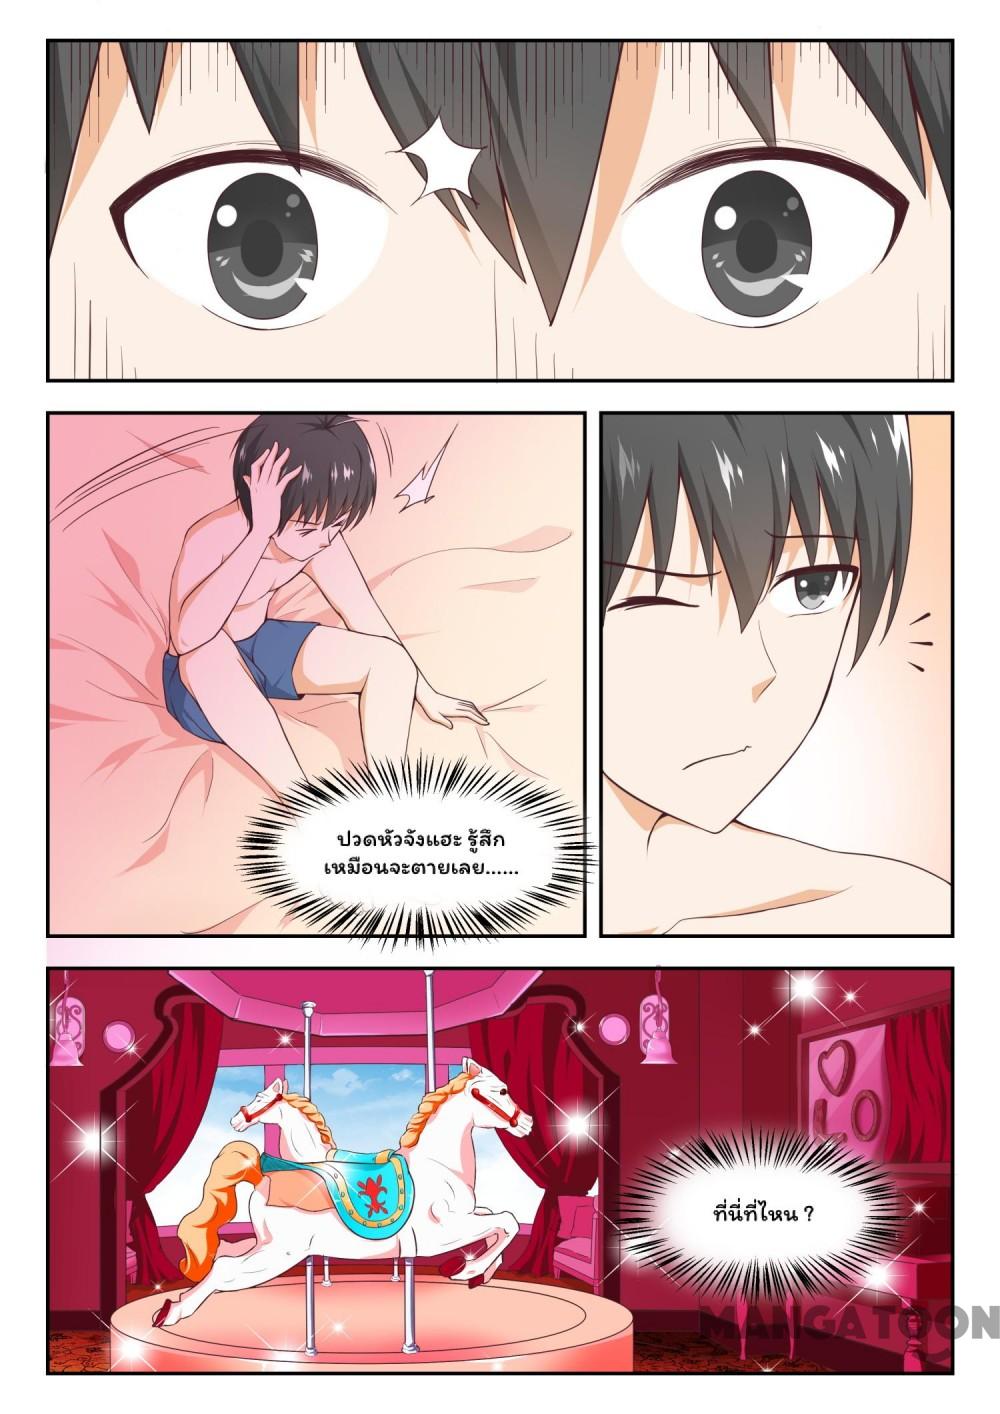 ปวดหัวจังแฮะ รู้สึก
เหมือนจะตายเลย......
LO
ที่นี่ที่ไหน ?
MANGATOON